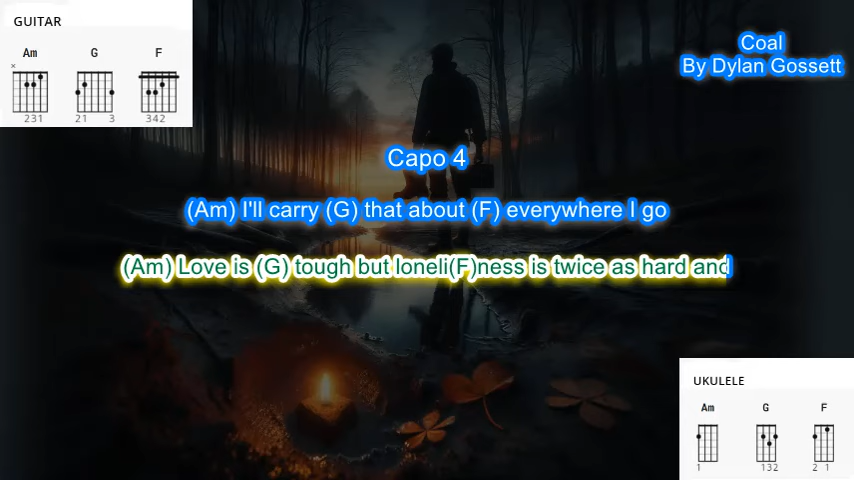 GUITAR
Am G F
×
231 21 3 342
Coal
By Dylan Gossett
Capo 4
(Am) I'll carry (G) that about (F) everywhere I go
(Am) Love is (G) tough but loneli(F)ness is twice as hard and
UKULELE
Am G F
1 132 2 1